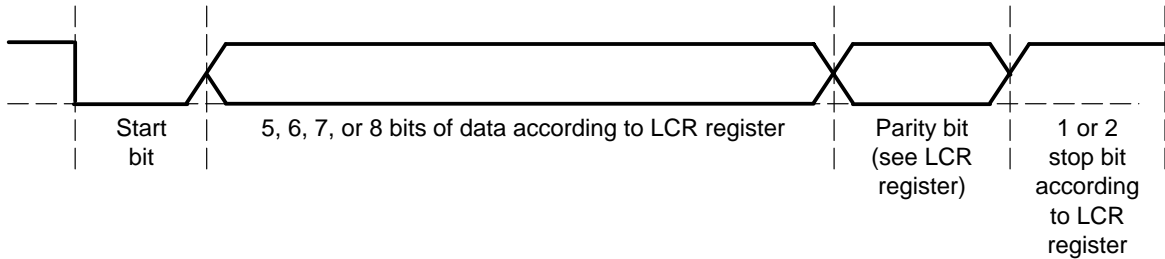 Start
bit
5, 6, 7, or 8 bits of data according to LCR register
Parity bit
(see LCR
register)
1 or 2
stop bit
according
to LCR
register